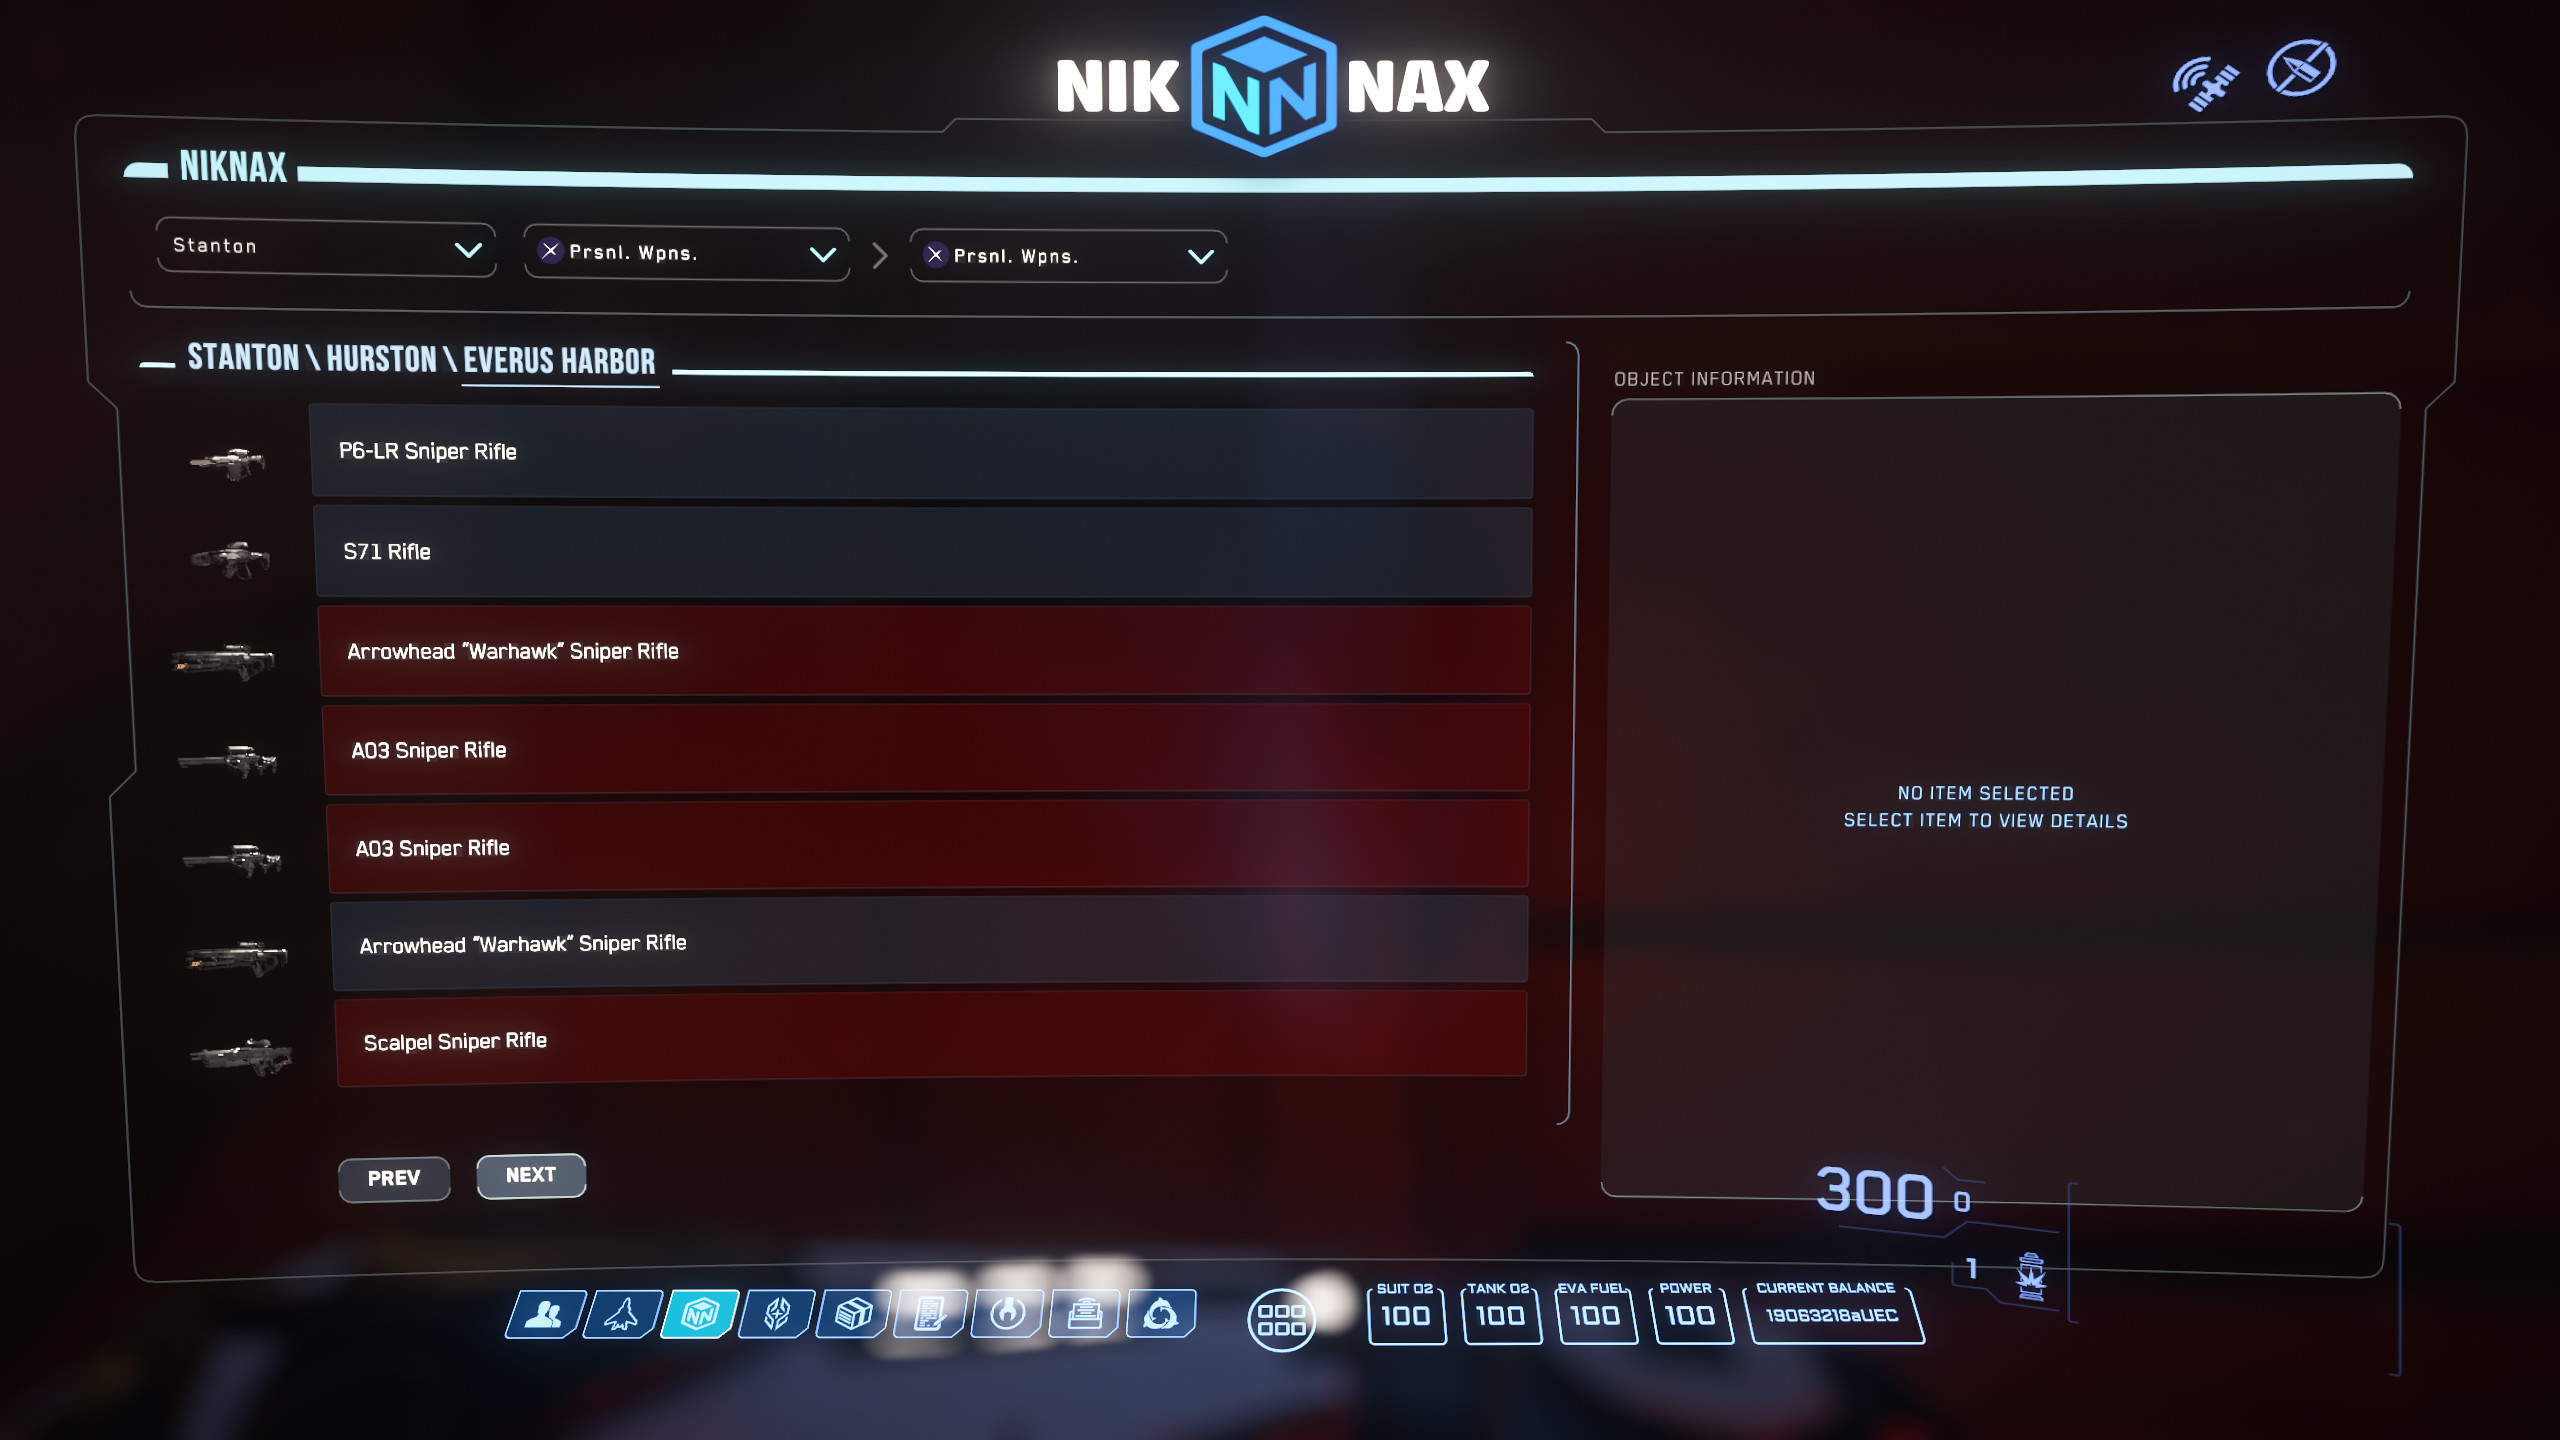 NIK NN NAX
NIKNAX
Stanton
Prsnl. Wpns.
Prsnl. Wpns.
STANTON \ HURSTON \ EVERUS HARBOR
P6-LR Sniper Rifle
S71 Rifle
Arrowhead "Warhawk" Sniper Rifle
A03 Sniper Rifle
A03 Sniper Rifle
Arrowhead "Warhawk" Sniper Rifle
Scalpel Sniper Rifle
PREV
NEXT
OBJECT INFORMATION
NO ITEM SELECTED
SELECT ITEM TO VIEW DETAILS
300 0
1
NN
SUIT O2
100
TANK O2
100
EVA FUEL
100
POWER
100
CURRENT BALANCE
19063218aUEC